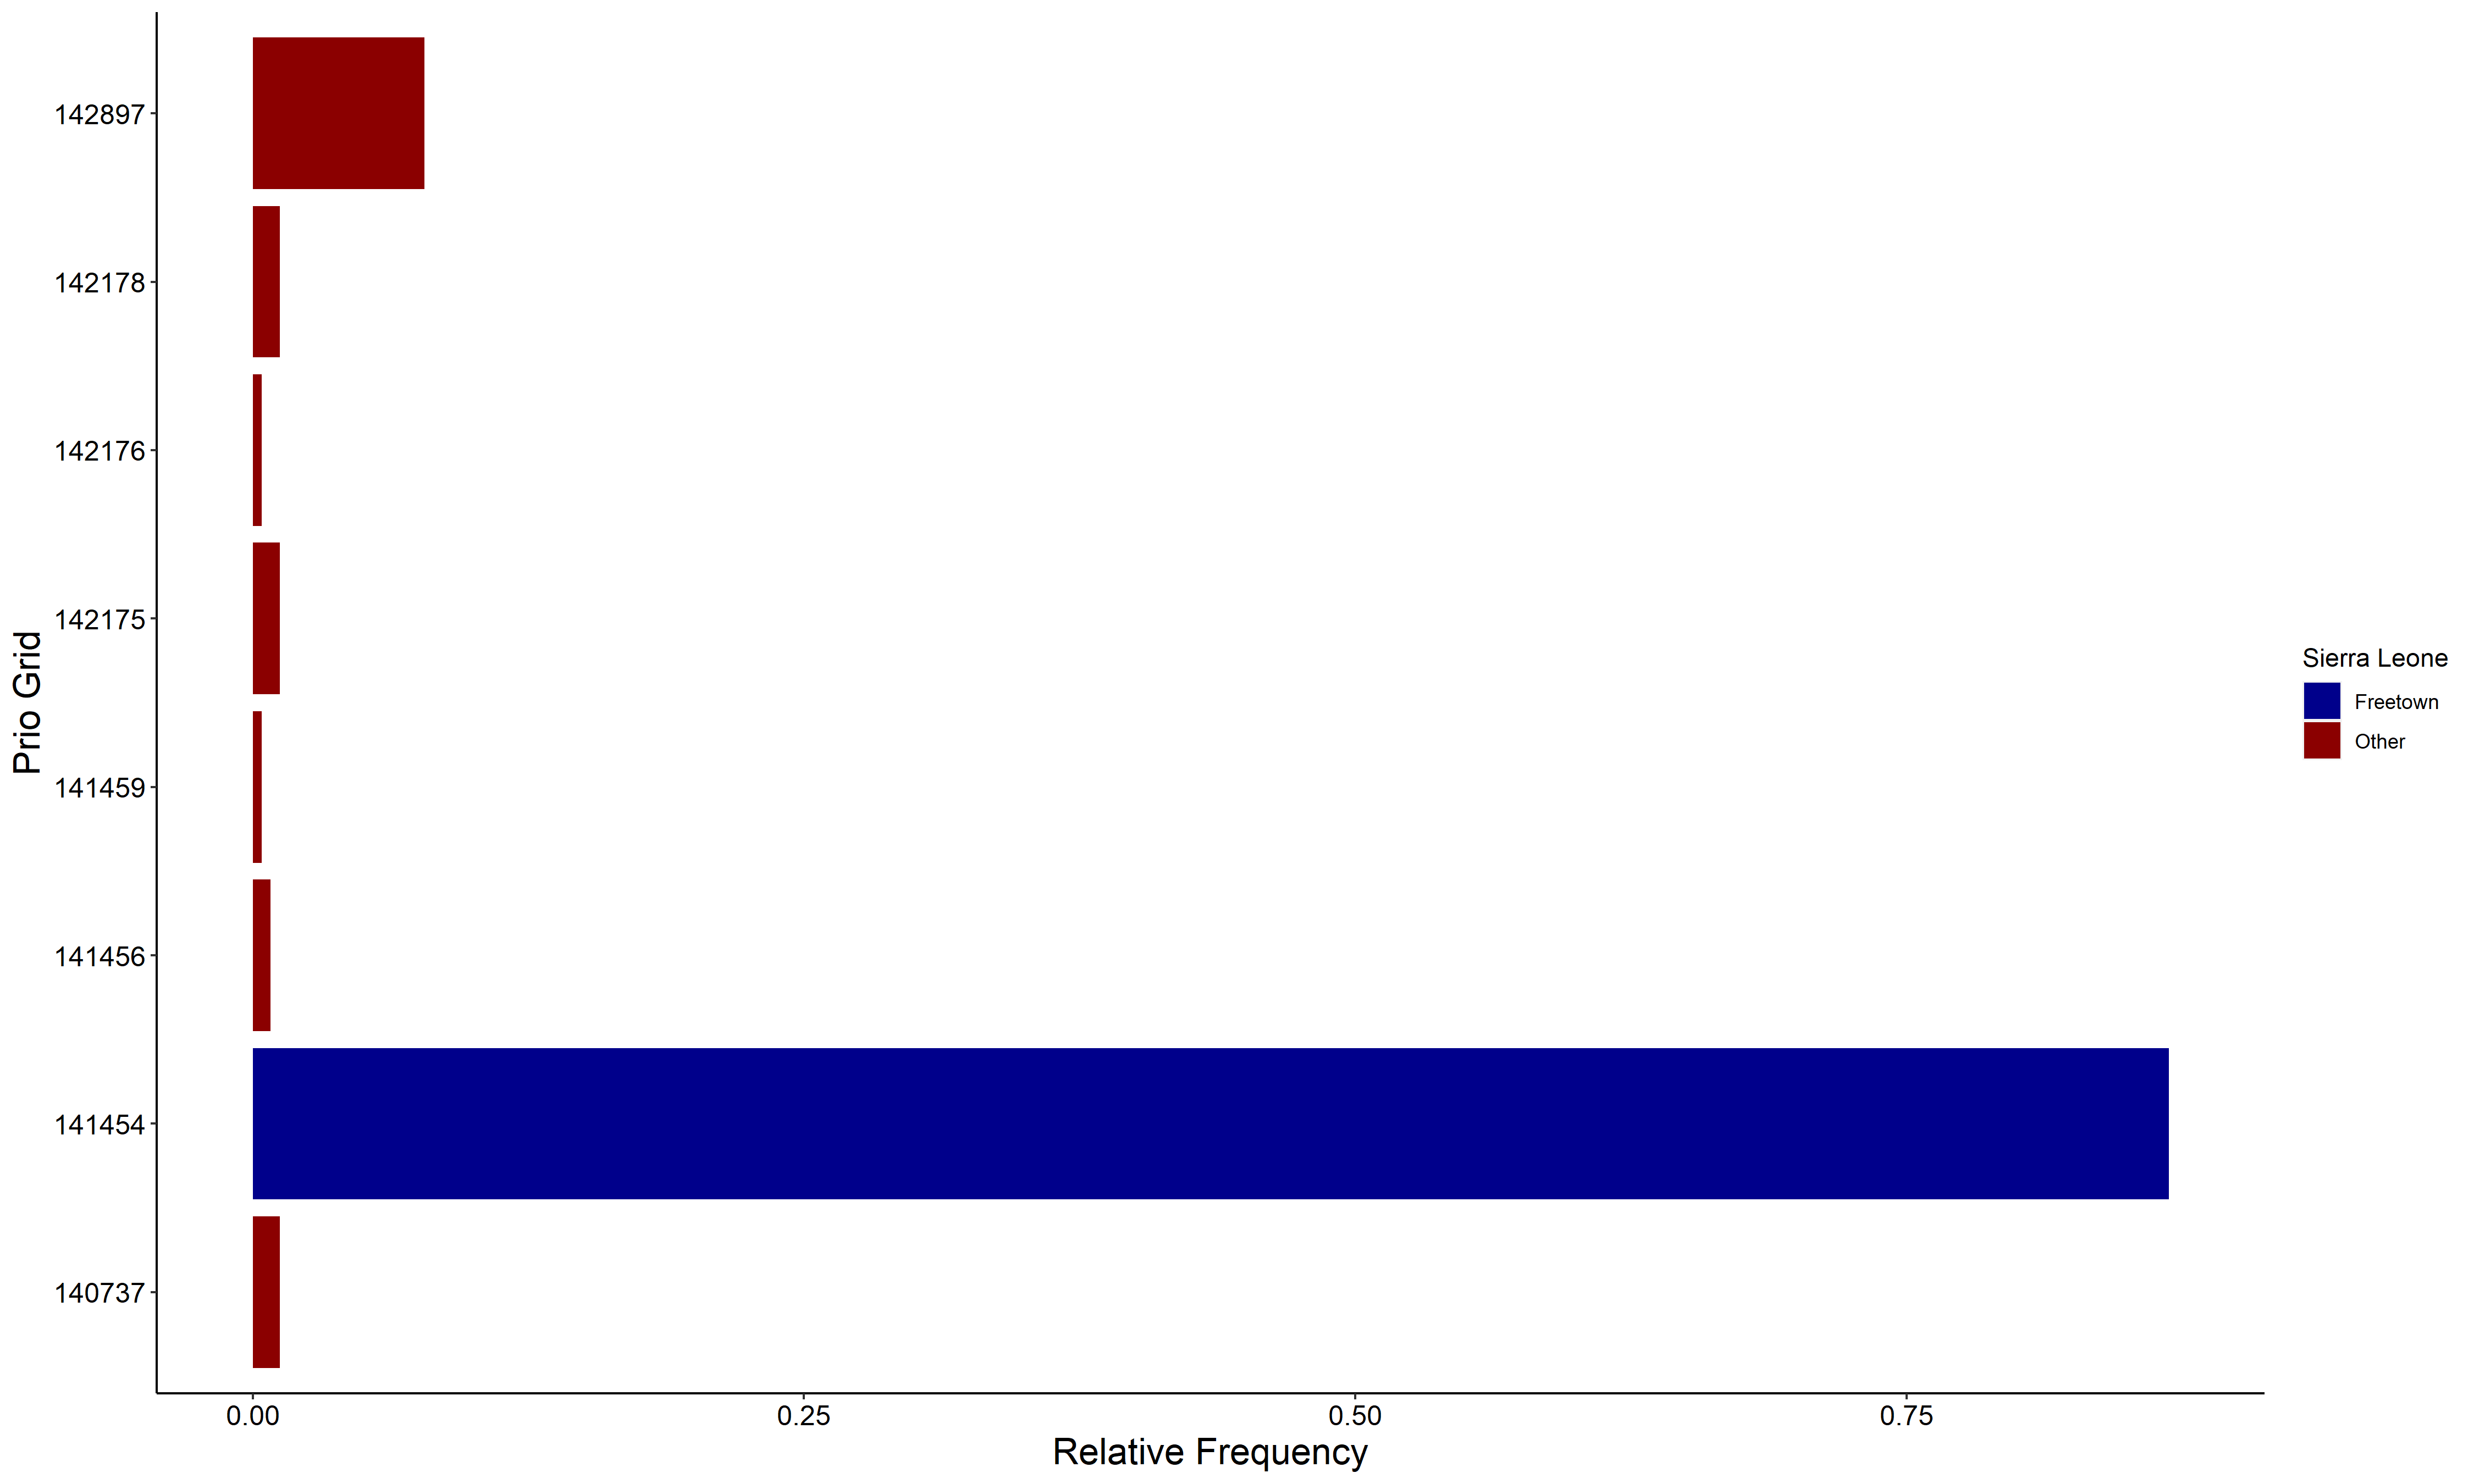 Prio Grid
142897
142178
142176
142175
141459
141456
141454
140737
0.00 0.25 0.50 0.75
Relative Frequency
Sierra Leone
Freetown
Other